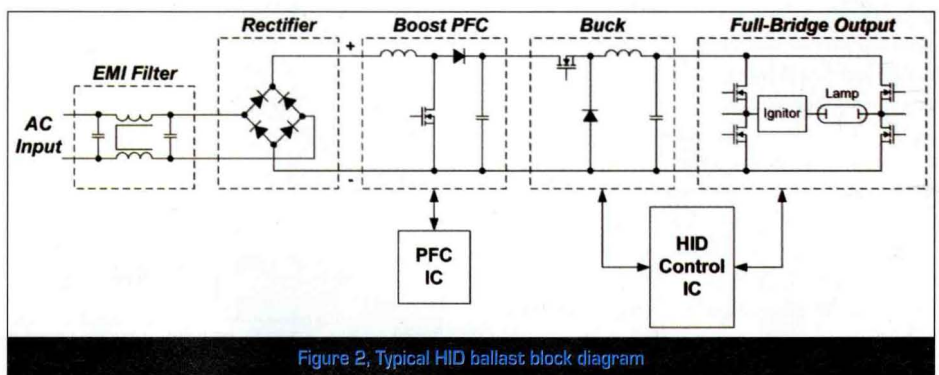 Rectifier
Boost PFC
Buck
Full-Bridge Output
EMI Filter
AC
Input
+
-
Ignitor
Lamp
PFC
IC
HID
Control
IC
Figure 2, Typical HID ballast block diagram